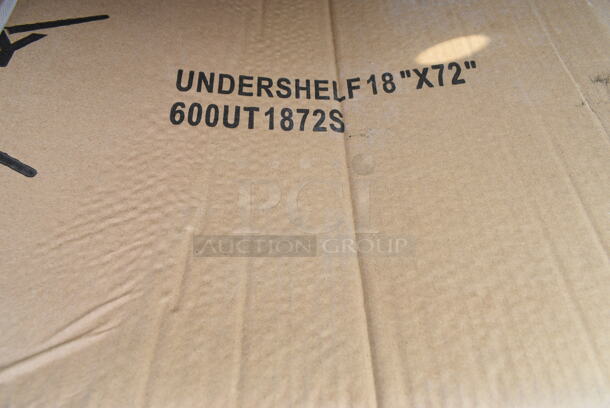 UNDERSHELF 18"X72"
600UT1872S
pci
AUCTION GROUP